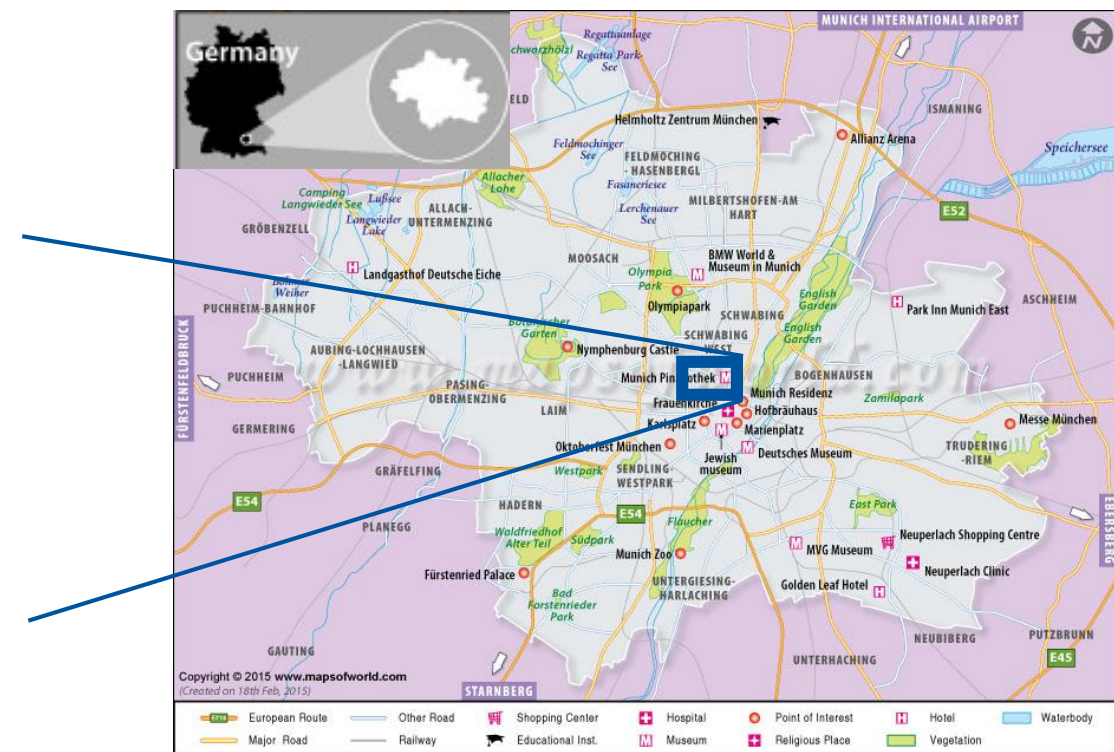 MUNICH INTERNATIONAL AIRPORT
Germany
Regattaanlage
Regatta-Park-
See
ELD
ISMANING
Helmholtz Zentrum München
Allianz Arena
Feldmochinger
See
FELDMOCHING
- HASENBERGL
Speichersee
Allacher
Lohe
Fasaneriesee
Camping
Langwieder See
Lußsee
Langwieder
Lake
ALLACH-
UNTERMENZING
Lerchenauer
See
MILBERTSHOFEN-AM
HART
E52
GRÖBENZELL
MOOSACH
BMW World &
Museum in Munich
Landgasthof Deutsche Eiche
Olympia
Park
Weiher
PUCHHEIM-BAHNHOF
Olympiapark
English
Garden
Park Inn Munich East
ASCHHEIM
SCHWABING
SCHWABING
WEST
English
Garden
Garten
Nymphenburg Castle
AUBING-LOCHHAUSEN
-LANGWIED
FÜRSTENFELDBRUCK
PUCHHEIM
PASING-
OBERMENZING
Munich Pinakothek
BOGENHAUSEN
Munich Residenz
Zamilapark
LAIM
Frauenkirche
Hofbräuhaus
Karlsplatz
Marienplatz
Messe München
GERMERING
Oktoberfest München
Jewish
museum
Deutsches Museum
TRUDERING
-RIEM
GRÄFELFING
Westpark
SENDLING-
WESTPARK
E54
HADERN
E54
East Park
EBERSBERG
PLANEGG
Waldfriedhof
Alter Teil
Südpark
Flaucher
Neuperlach Shopping Centre
Munich Zoo
MVG Museum
Neuperlach Clinic
Fürstenried Palace
UNTERGIESING-
HARLACHING
Golden Leaf Hotel
Bad
Forstenrieder
Park
NEUBIBERG
PUTZBRUNN
GAUTING
UNTERHACHING
E45
Copyright © 2015 www.mapsofworld.com
(Created on 18th Feb, 2015)
STARNBERG
European Route
Other Road
Shopping Center
Hospital
Point of Interest
Hotel
Waterbody
Major Road
Railway
Educational Inst.
Museum
Religious Place
Vegetation